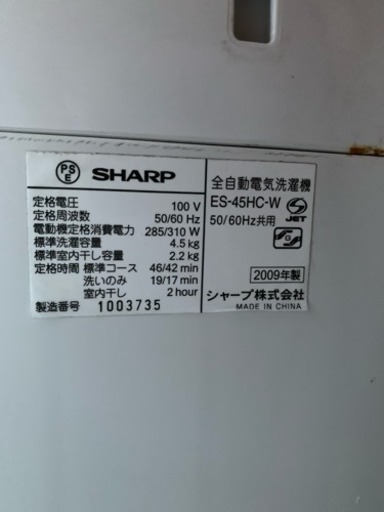 PS E SHARP
定格電圧 100 V
定格周波数 50/60 Hz
電動機定格消費電力 285/310 W
標準洗濯容量 4.5 kg
標準室内干し容量 2.2 kg
定格時間 標準コース 46/42 min
洗いのみ 19/17 min
室内干し 2 hour
製造番号 1003735
全自動電気洗濯機
ES-45HC-W
50/60Hz共用
JET
2009年製
シャープ株式会社
MADE IN CHINA